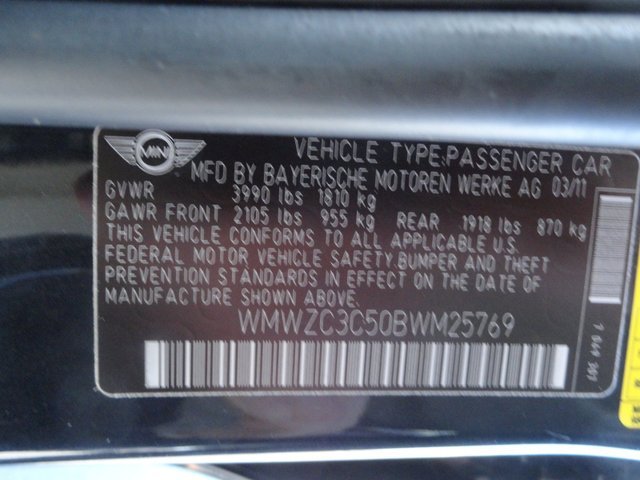 MINI
VEHICLE TYPE:PASSENGER CAR
MFD BY BAYERISCHE MOTOREN WERKE AG 03/11
GVWR 3990 lbs 1810 kg
GAWR FRONT 2105 lbs 955 kg REAR 1918 lbs 870 kg
THIS VEHICLE CONFORMS TO ALL APPLICABLE U.S.
FEDERAL MOTOR VEHICLE SAFETY,BUMPER AND THEFT
PREVENTION STANDARDS IN EFFECT ON THE DATE OF
MANUFACTURE SHOWN ABOVE.
WMWZC3C50BWM25769